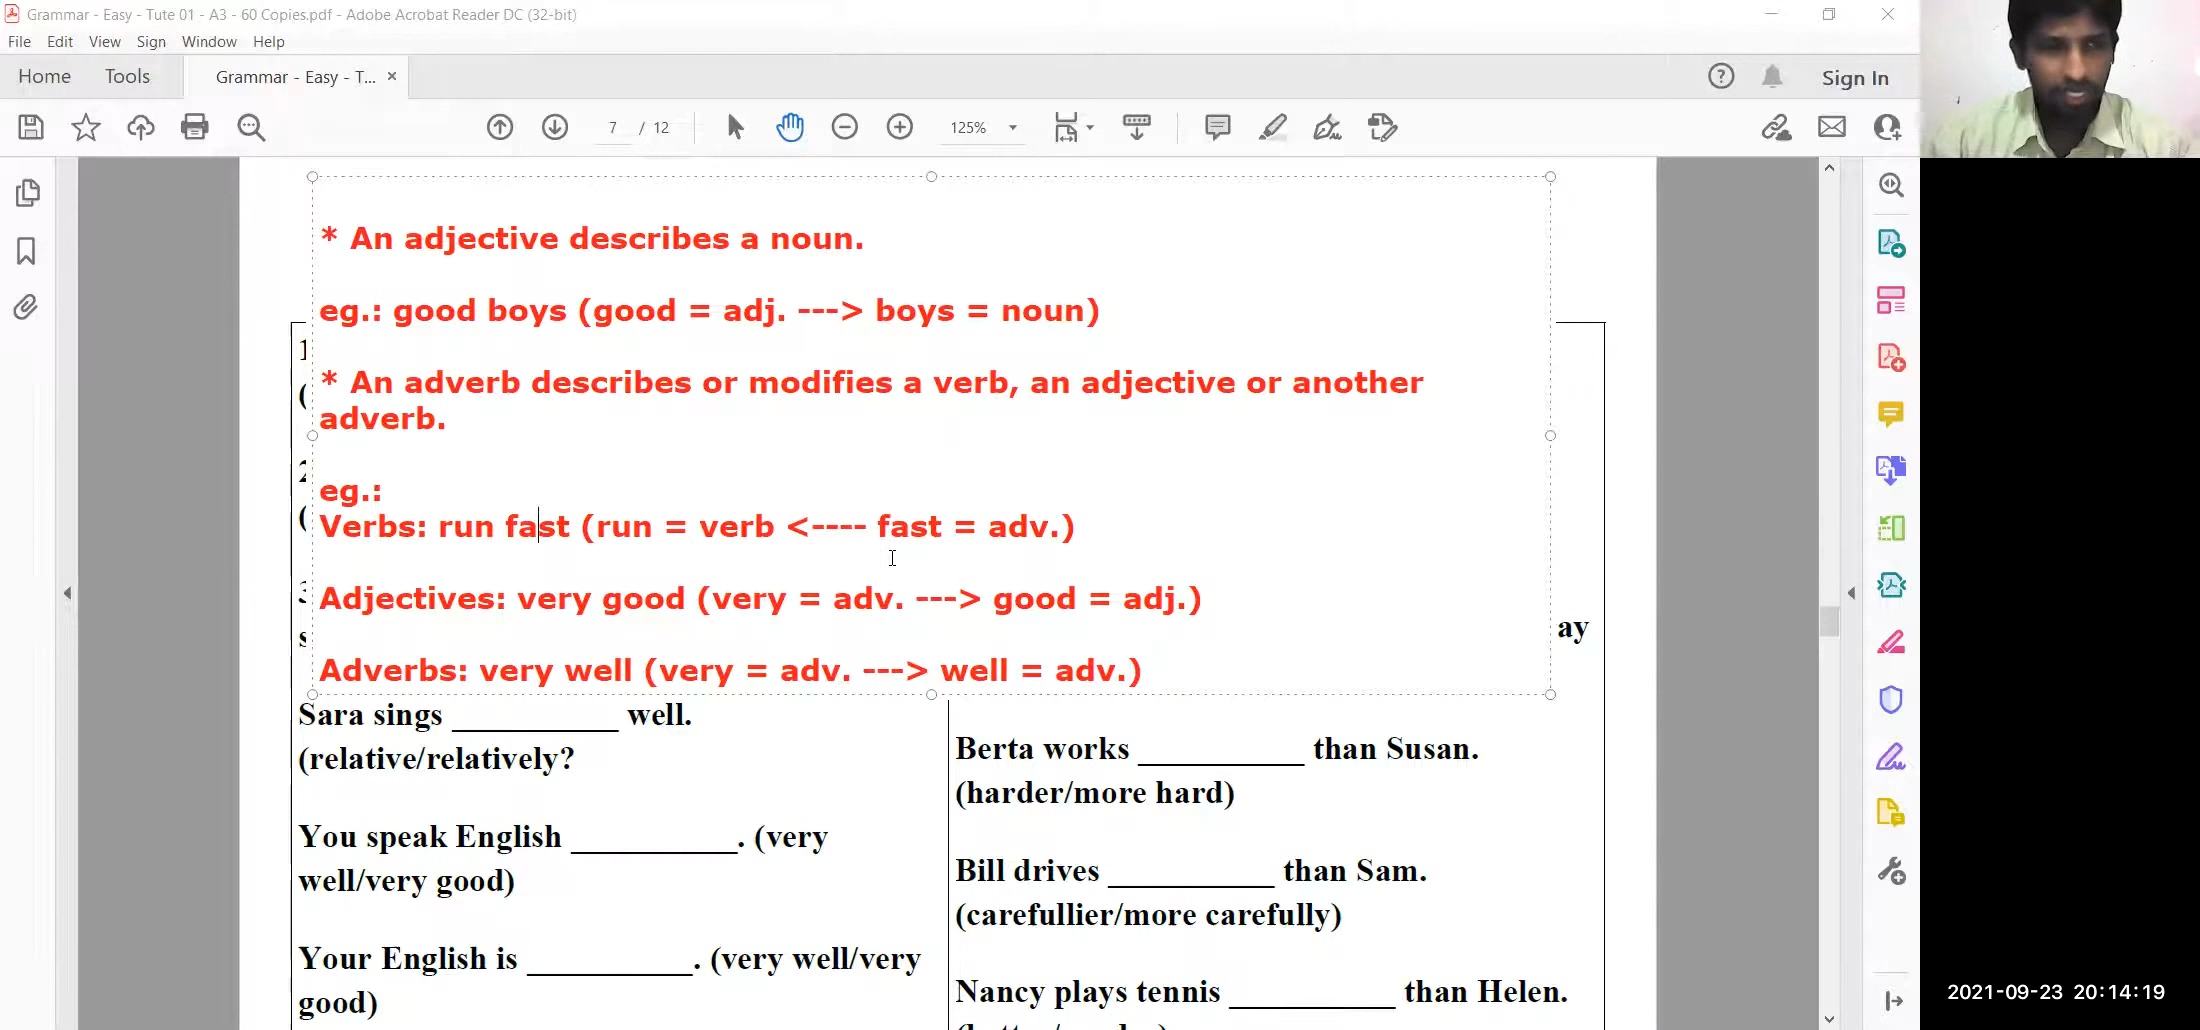 Grammar - Easy - Tute 01 - A3 - 60 Copies.pdf - Adobe Acrobat Reader DC (32-bit)
File Edit View Sign Window Help
Home Tools Grammar - Easy - T... × Sign In
7 / 12 125%
* An adjective describes a noun.
eg.: good boys (good = adj. ---> boys = noun)
* An adverb describes or modifies a verb, an adjective or another
adverb.
eg.:
Verbs: run fast (run = verb <---- fast = adv.)
Adjectives: very good (very = adv. ---> good = adj.)
ay
Adverbs: very well (very = adv. ---> well = adv.)
Sara sings __________ well.
(relative/relatively?
You speak English __________. (very
well/very good)
Your English is __________. (very well/very
good)
Berta works __________ than Susan.
(harder/more hard)
Bill drives __________ than Sam.
(carefullier/more carefully)
Nancy plays tennis __________ than Helen.
2021-09-23 20:14:19